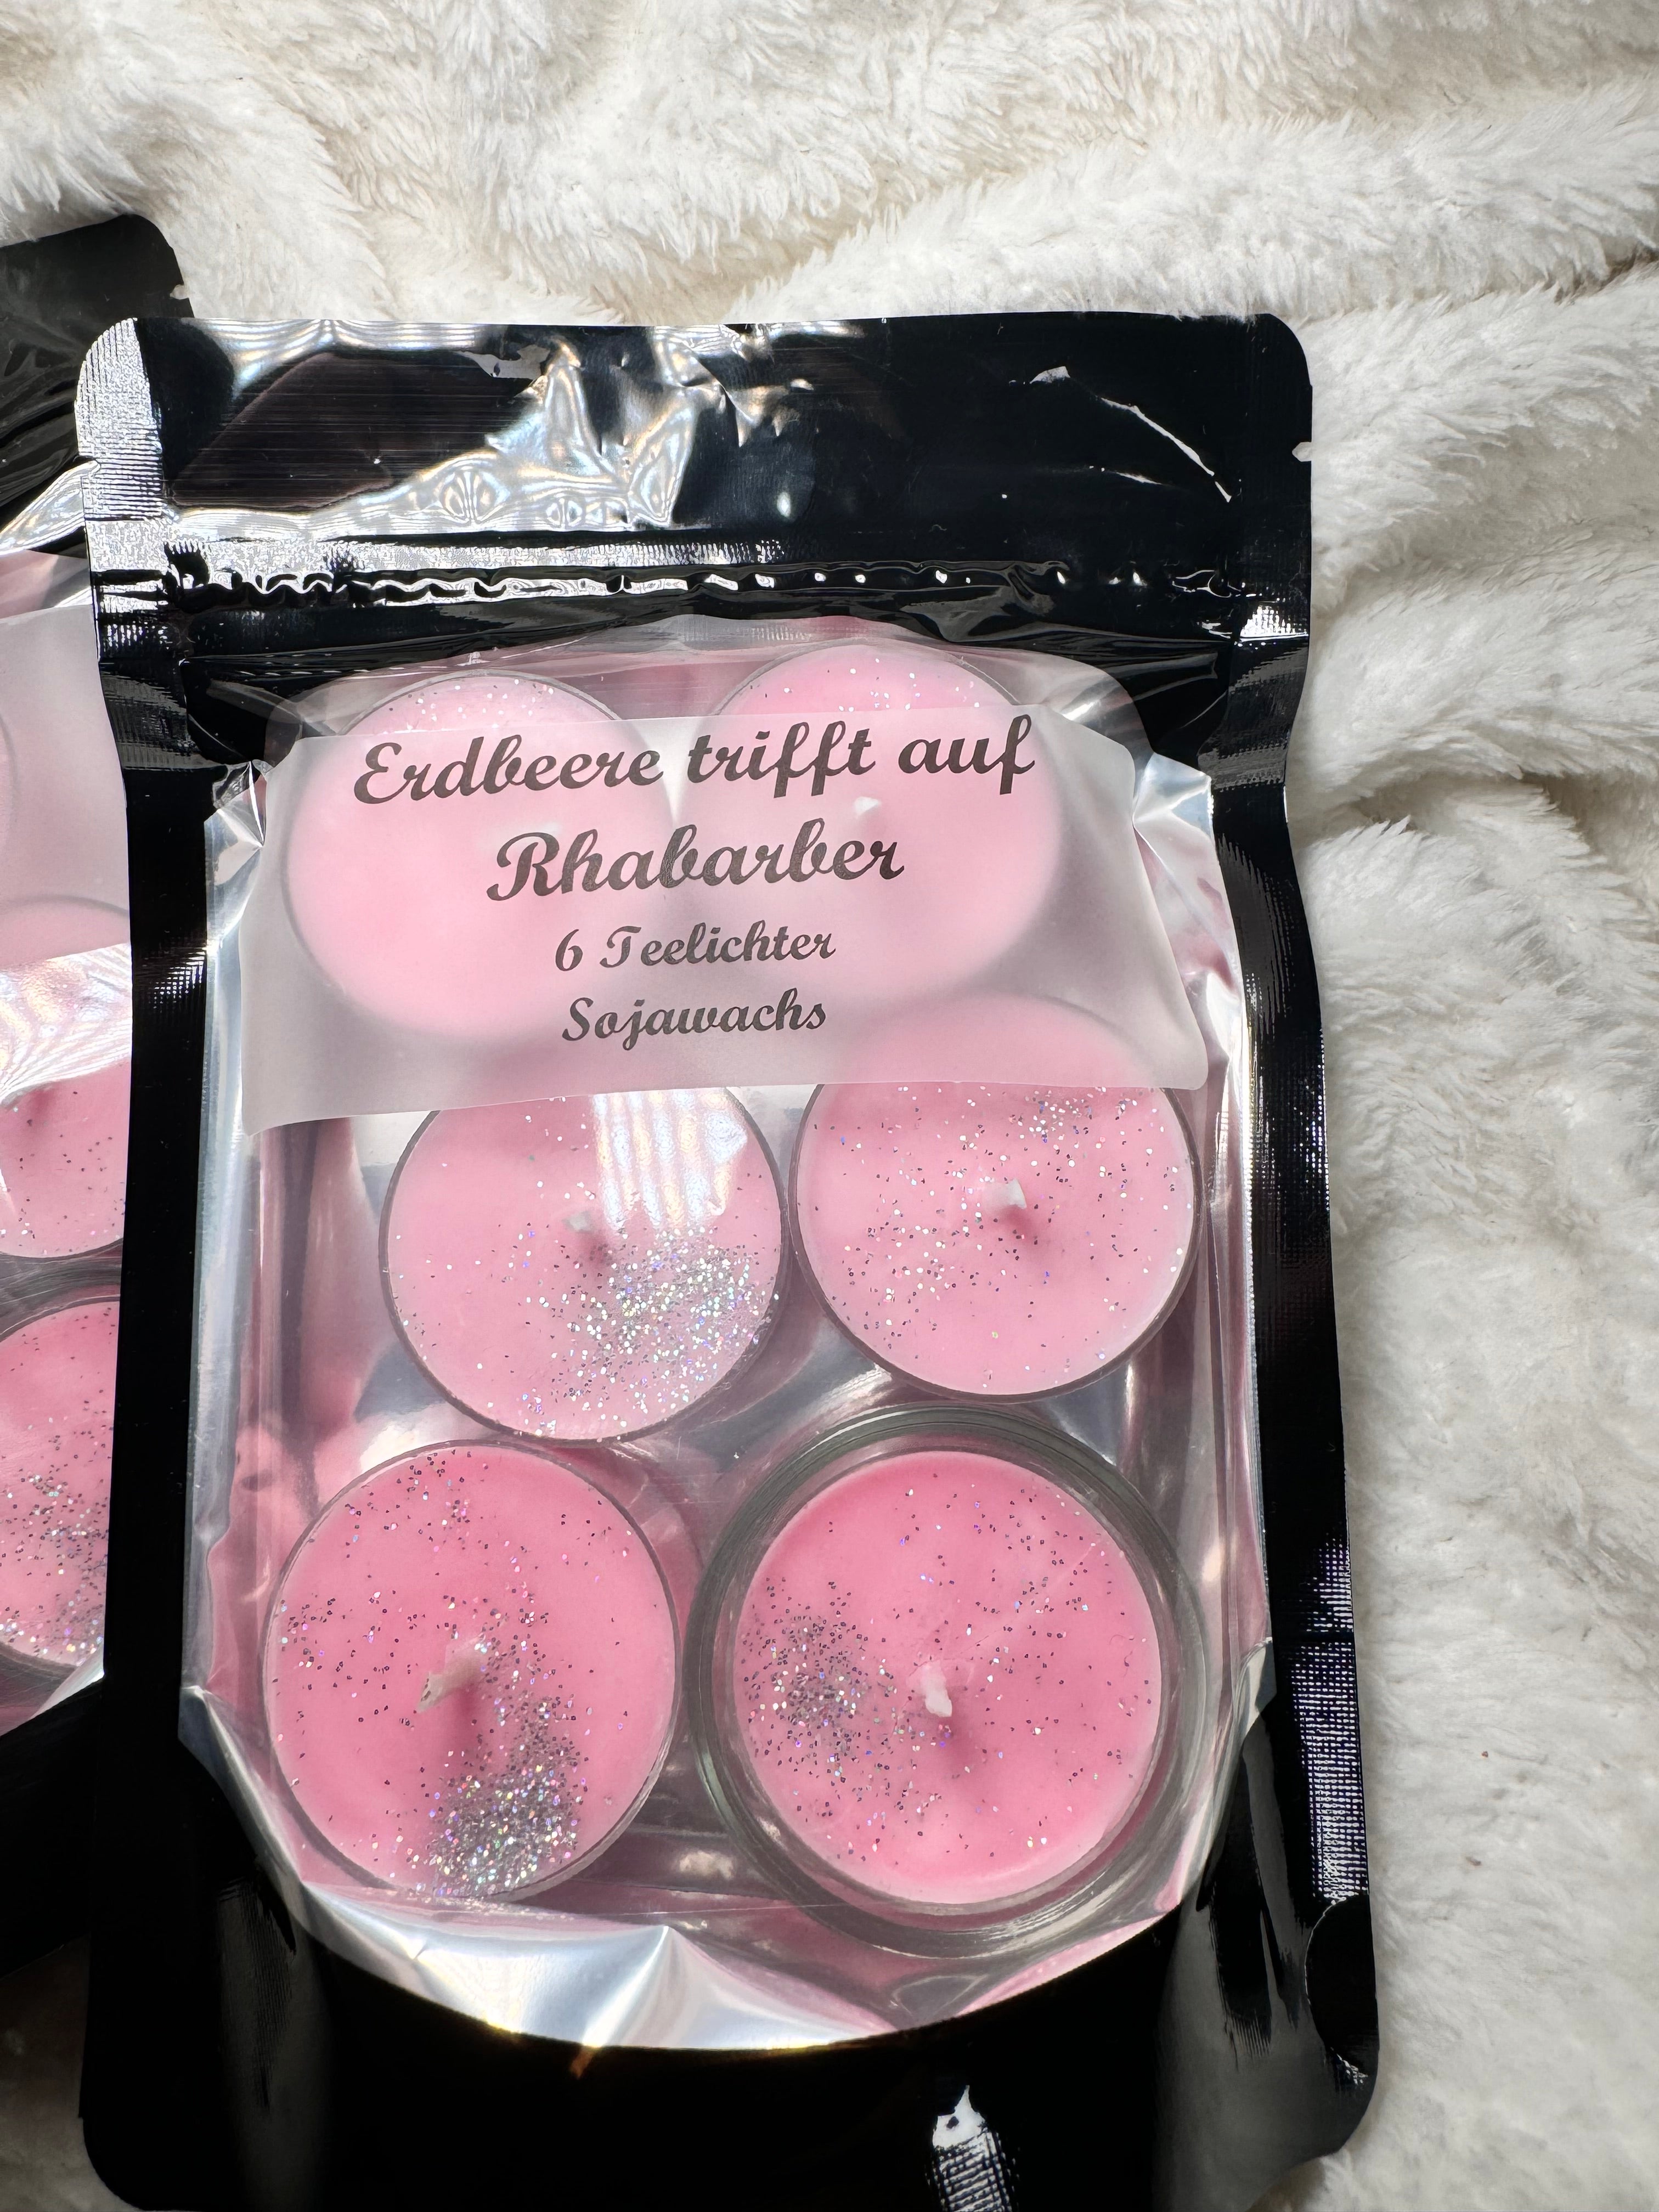 Erdbeere trifft auf
Rhabarber
6 Teelichter
Sojawachs